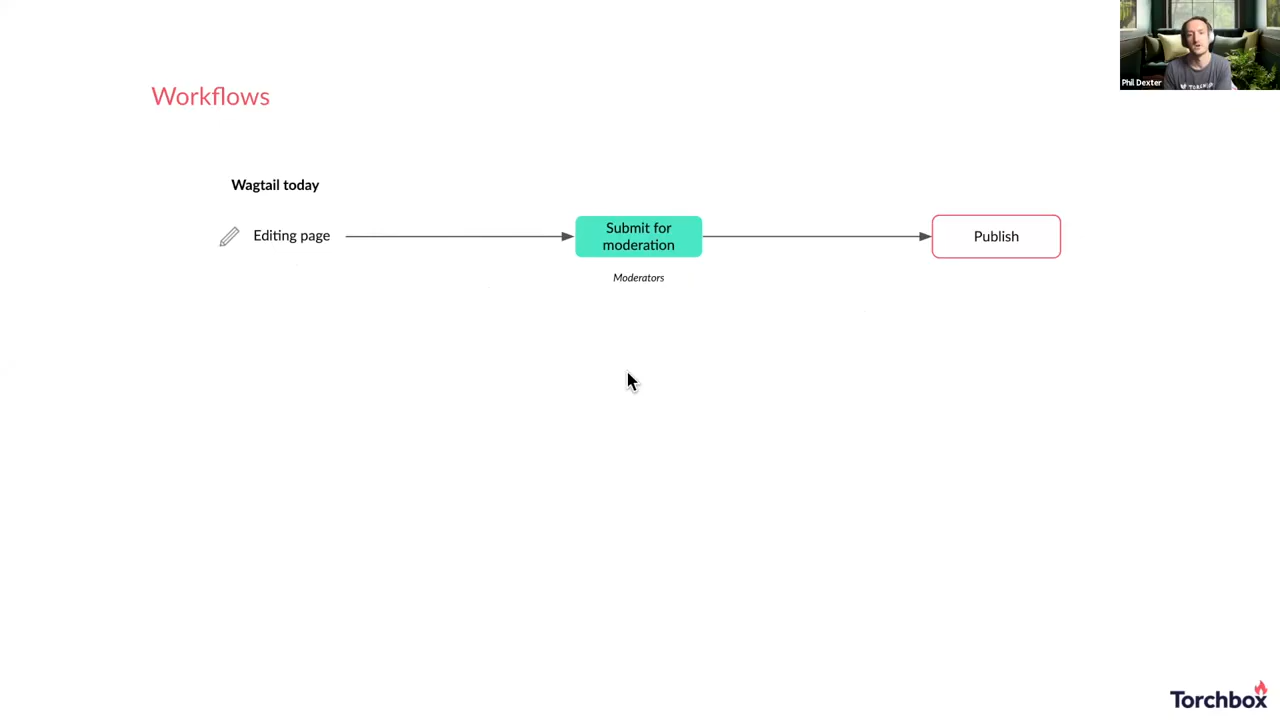 Phil Dexter
Workflows
Wagtail today
Editing page
Submit for
moderation
Publish
Moderators
Torchbox